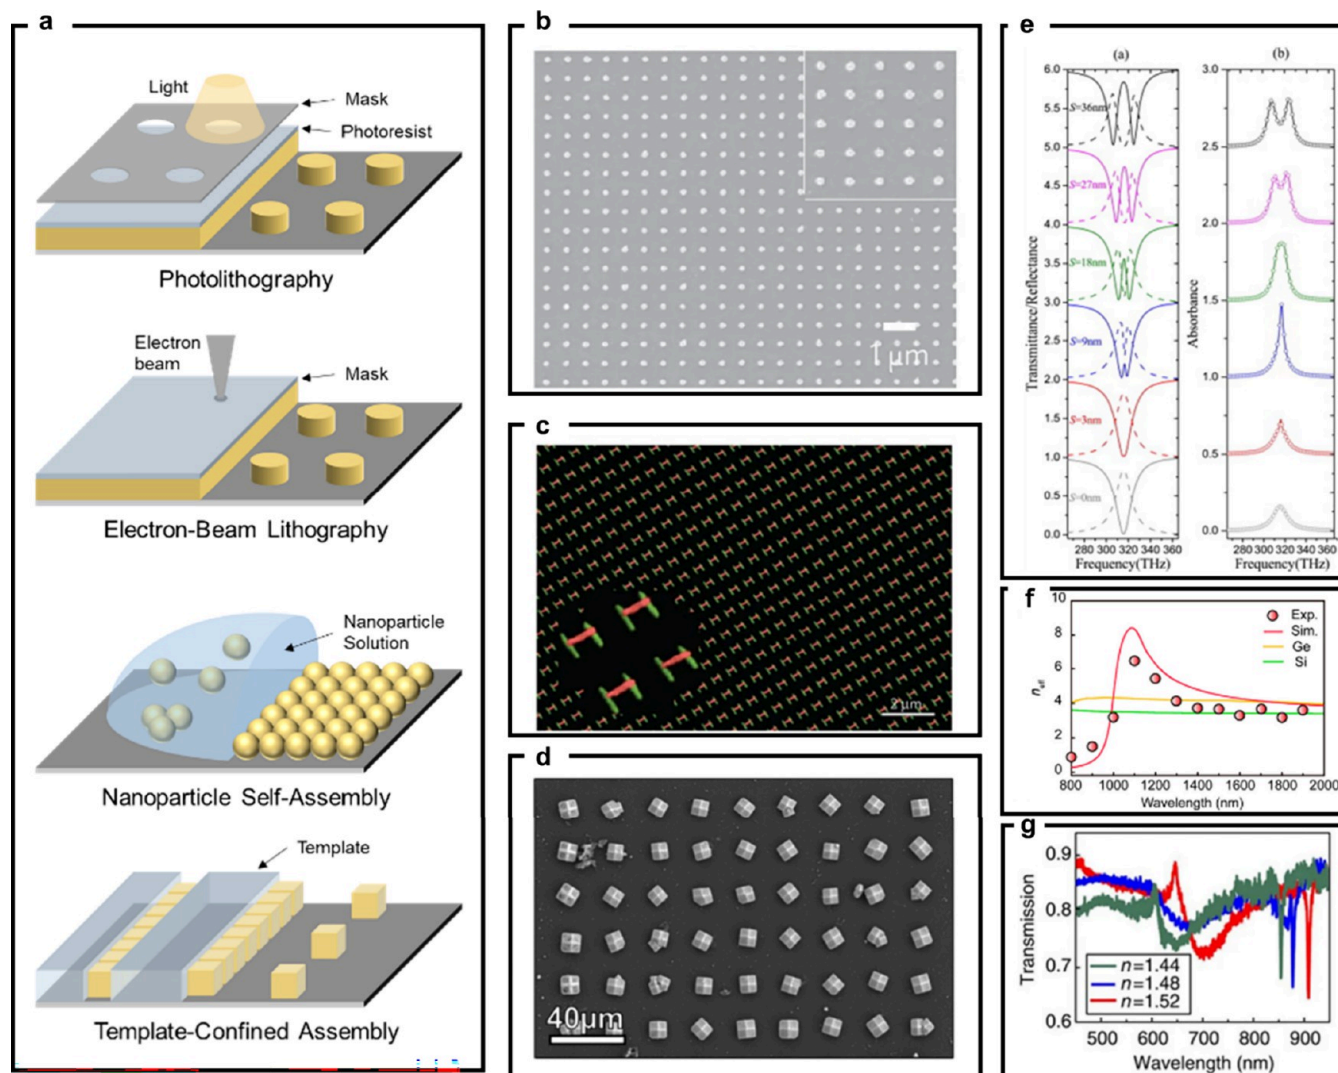 a
Light
Mask
Photoresist
Photolithography
Electron
beam
Mask
Electron-Beam Lithography
Nanoparticle
Solution
Nanoparticle Self-Assembly
Template
Template-Confined Assembly
b
1 μm
c
2 μm
d
40μm
e
(a)
(b)
6.0
5.5
5.0
4.5
4.0
3.5
3.0
2.5
2.0
1.5
1.0
0.5
0.0
Transmittance/Reflectance
S=36nm
S=27nm
S=18nm
S=9nm
S=3nm
S=0nm
280 300 320 340 360
Frequency(THz)
3.0
2.5
2.0
1.5
1.0
0.5
0.0
Absorbance
280 300 320 340 360
Frequency(THz)
f
10
8
6
4
2
0
neff
Exp.
Sim.
Ge
Si
800 1000 1200 1400 1600 1800 2000
Wavelength (nm)
g
0.9
0.8
0.7
0.6
Transmission
n=1.44
n=1.48
n=1.52
500 600 700 800 900
Wavelength (nm)